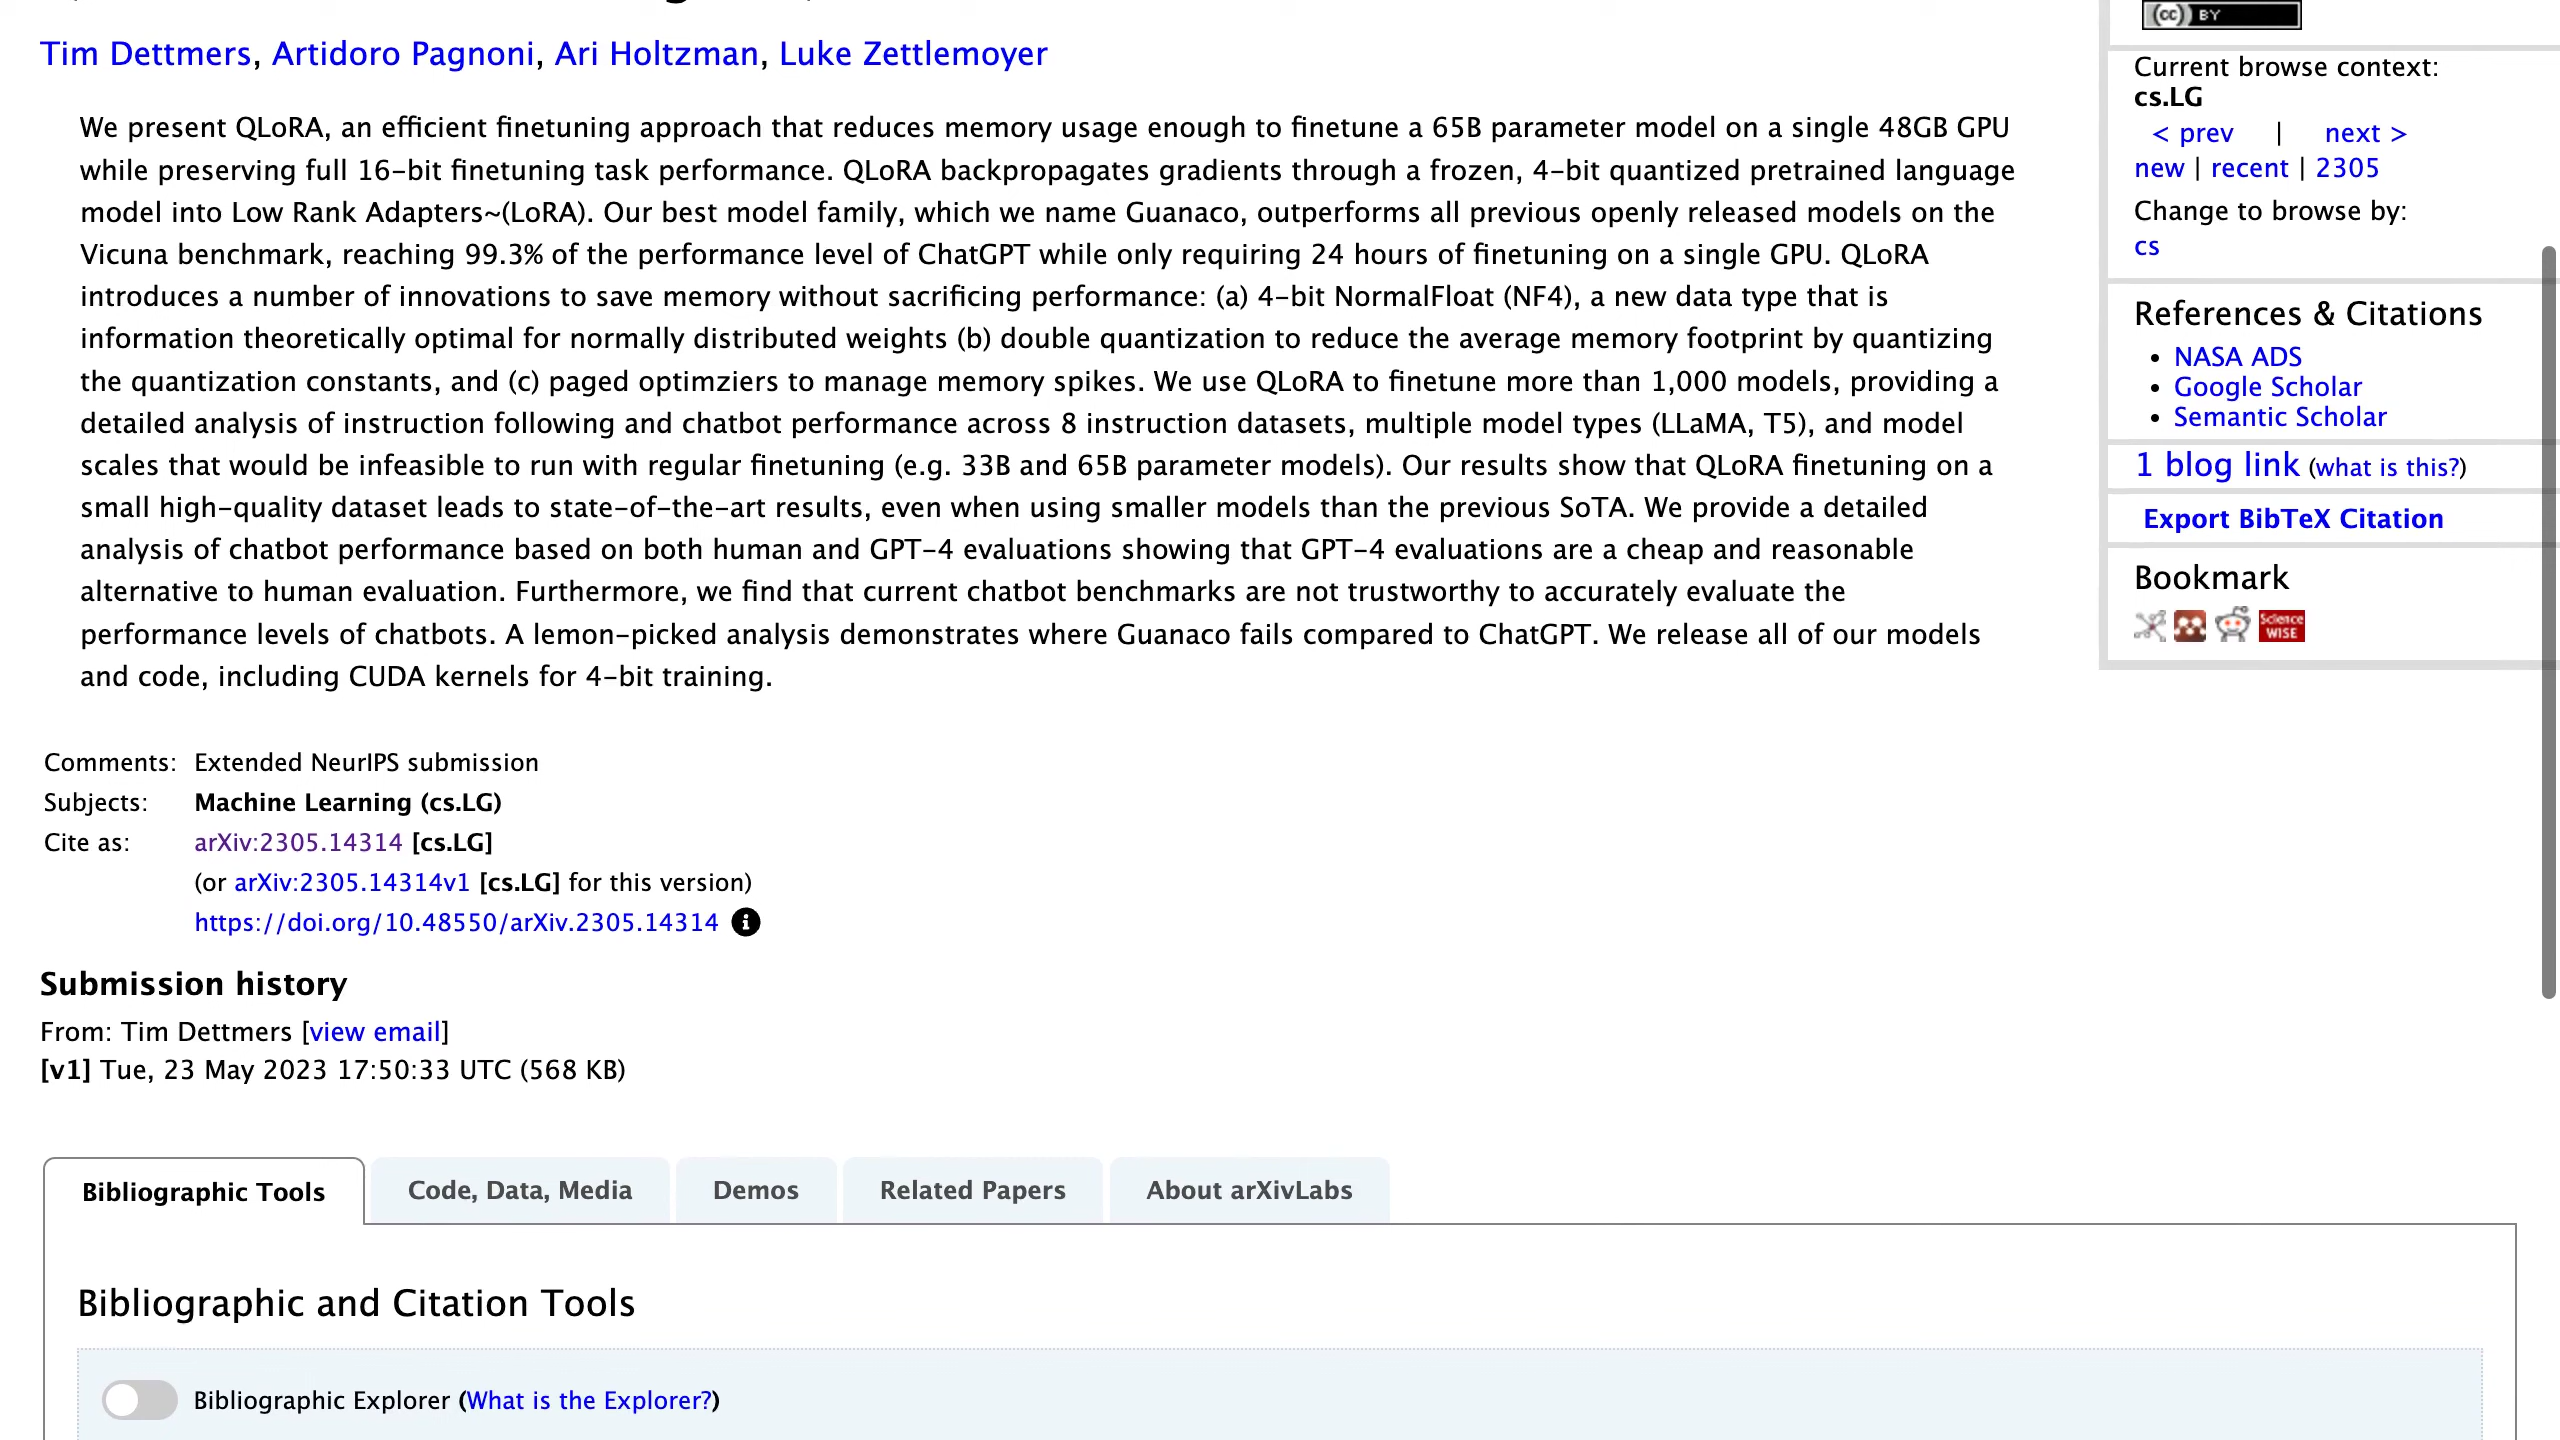 Tim Dettmers, Artidoro Pagnoni, Ari Holtzman, Luke Zettlemoyer
We present QLoRA, an efficient finetuning approach that reduces memory usage enough to finetune a 65B parameter model on a single 48GB GPU
while preserving full 16-bit finetuning task performance. QLoRA backpropagates gradients through a frozen, 4-bit quantized pretrained language
model into Low Rank Adapters~(LoRA). Our best model family, which we name Guanaco, outperforms all previous openly released models on the
Vicuna benchmark, reaching 99.3% of the performance level of ChatGPT while only requiring 24 hours of finetuning on a single GPU. QLoRA
introduces a number of innovations to save memory without sacrificing performance: (a) 4-bit NormalFloat (NF4), a new data type that is
information theoretically optimal for normally distributed weights (b) double quantization to reduce the average memory footprint by quantizing
the quantization constants, and (c) paged optimziers to manage memory spikes. We use QLoRA to finetune more than 1,000 models, providing a
detailed analysis of instruction following and chatbot performance across 8 instruction datasets, multiple model types (LLaMA, T5), and model
scales that would be infeasible to run with regular finetuning (e.g. 33B and 65B parameter models). Our results show that QLoRA finetuning on a
small high-quality dataset leads to state-of-the-art results, even when using smaller models than the previous SoTA. We provide a detailed
analysis of chatbot performance based on both human and GPT-4 evaluations showing that GPT-4 evaluations are a cheap and reasonable
alternative to human evaluation. Furthermore, we find that current chatbot benchmarks are not trustworthy to accurately evaluate the
performance levels of chatbots. A lemon-picked analysis demonstrates where Guanaco fails compared to ChatGPT. We release all of our models
and code, including CUDA kernels for 4-bit training.
Comments: Extended NeurIPS submission
Subjects: Machine Learning (cs.LG)
Cite as: arXiv:2305.14314 [cs.LG]
(or arXiv:2305.14314v1 [cs.LG] for this version)
https://doi.org/10.48550/arXiv.2305.14314
Submission history
From: Tim Dettmers [view email]
[v1] Tue, 23 May 2023 17:50:33 UTC (568 KB)
Bibliographic Tools
Code, Data, Media
Demos
Related Papers
About arXivLabs
Bibliographic and Citation Tools
Bibliographic Explorer (What is the Explorer?)
(cc) BY
Current browse context:
cs.LG
< prev | next >
new | recent | 2305
Change to browse by:
cs
References & Citations
• NASA ADS
• Google Scholar
• Semantic Scholar
1 blog link (what is this?)
Export BibTeX Citation
Bookmark
Science
WISE